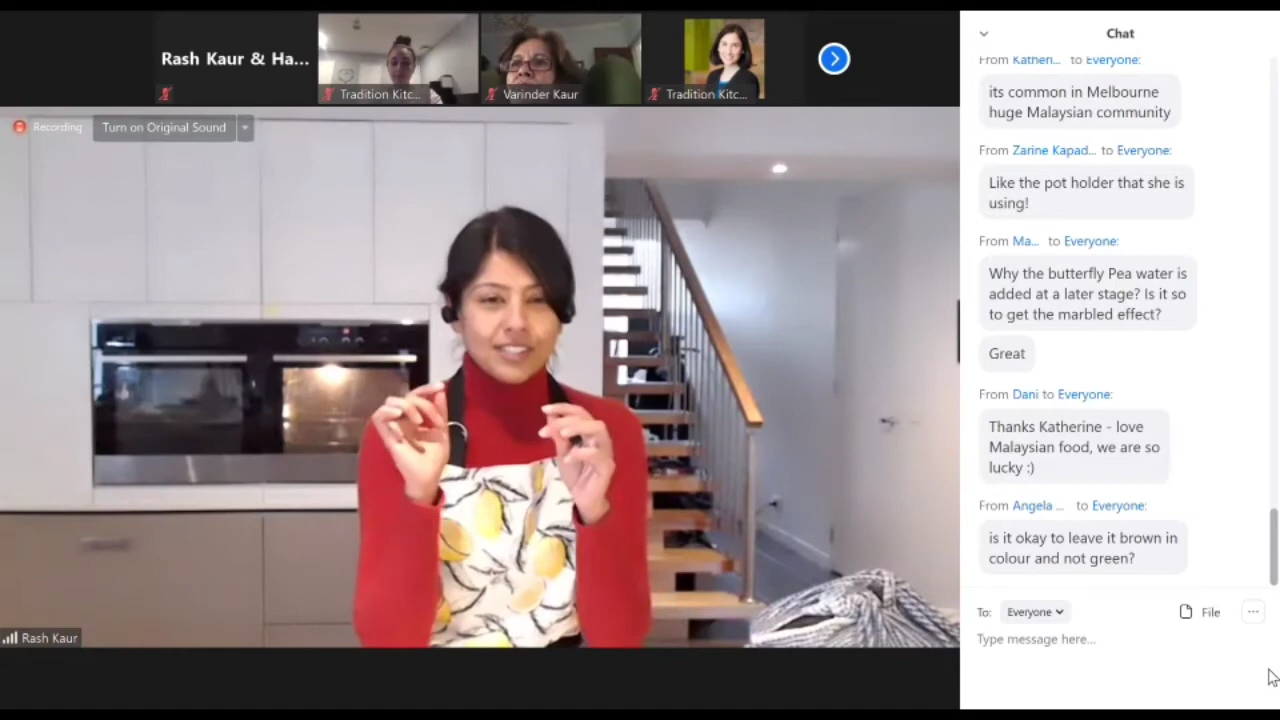 Rash Kaur & Ha...
Tradition Kitc...
Varinder Kaur
Tradition Kitc...
Recording
Turn on Original Sound
Rash Kaur
Chat
From Katheri... to Everyone:
its common in Melbourne
huge Malaysian community
From Zarine Kapad... to Everyone:
Like the pot holder that she is
using!
From Ma... to Everyone:
Why the butterfly Pea water is
added at a later stage? Is it so
to get the marbled effect?
Great
From Dani to Everyone:
Thanks Katherine - love
Malaysian food, we are so
lucky :)
From Angela ... to Everyone:
is it okay to leave it brown in
colour and not green?
To: Everyone
File
...
Type message here...